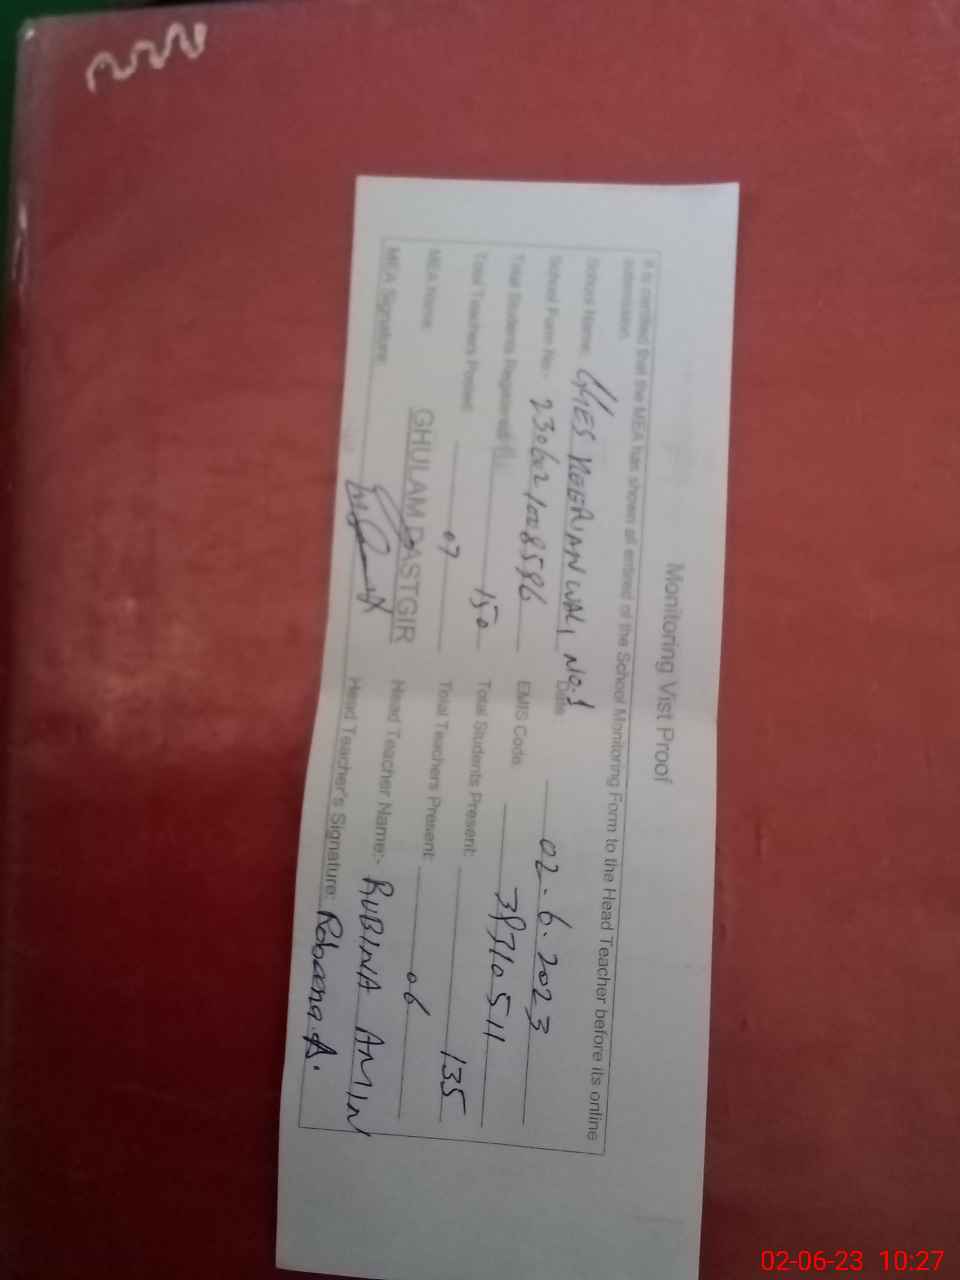 Monitoring Vist Proof
It is certified that the MEA has shown all entries of the School Monitoring Form to the Head Teacher before its online
submission.
School Name: NO.1 Date 02.6.2023
School Form No:- EMIS Code. 38710511
Total Students Registered: 150 Total Students Present: 135
Total Teachers Posted: 07 Total Teachers Present: 06
MEA Name: GHULAM DASTGIR Head Teacher Name:- RUBINA AMIN
MEA Signature: Head Teacher's Signature: Robeena.A.
02-06-23 10:27